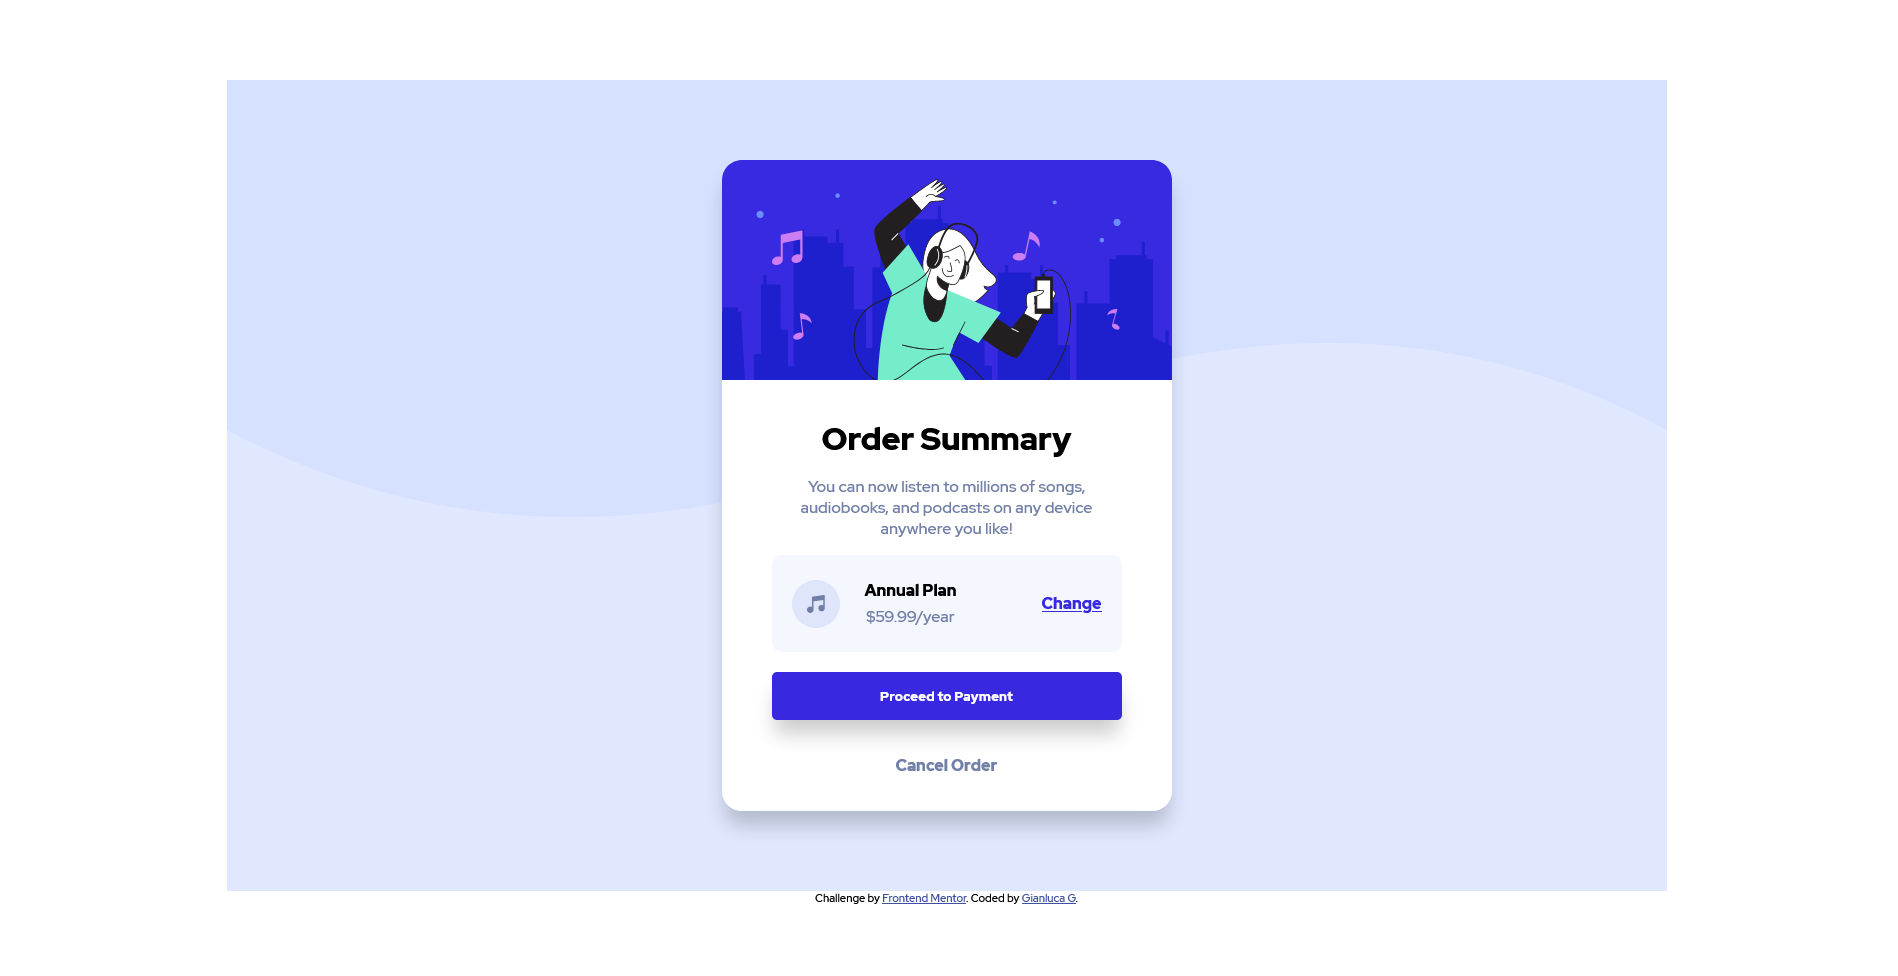 Order Summary
You can now listen to millions of songs,
audiobooks, and podcasts on any device
anywhere you like!
Annual Plan
$59.99/year
Change
Proceed to Payment
Cancel Order
Challenge by Frontend Mentor. Coded by Gianluca G.